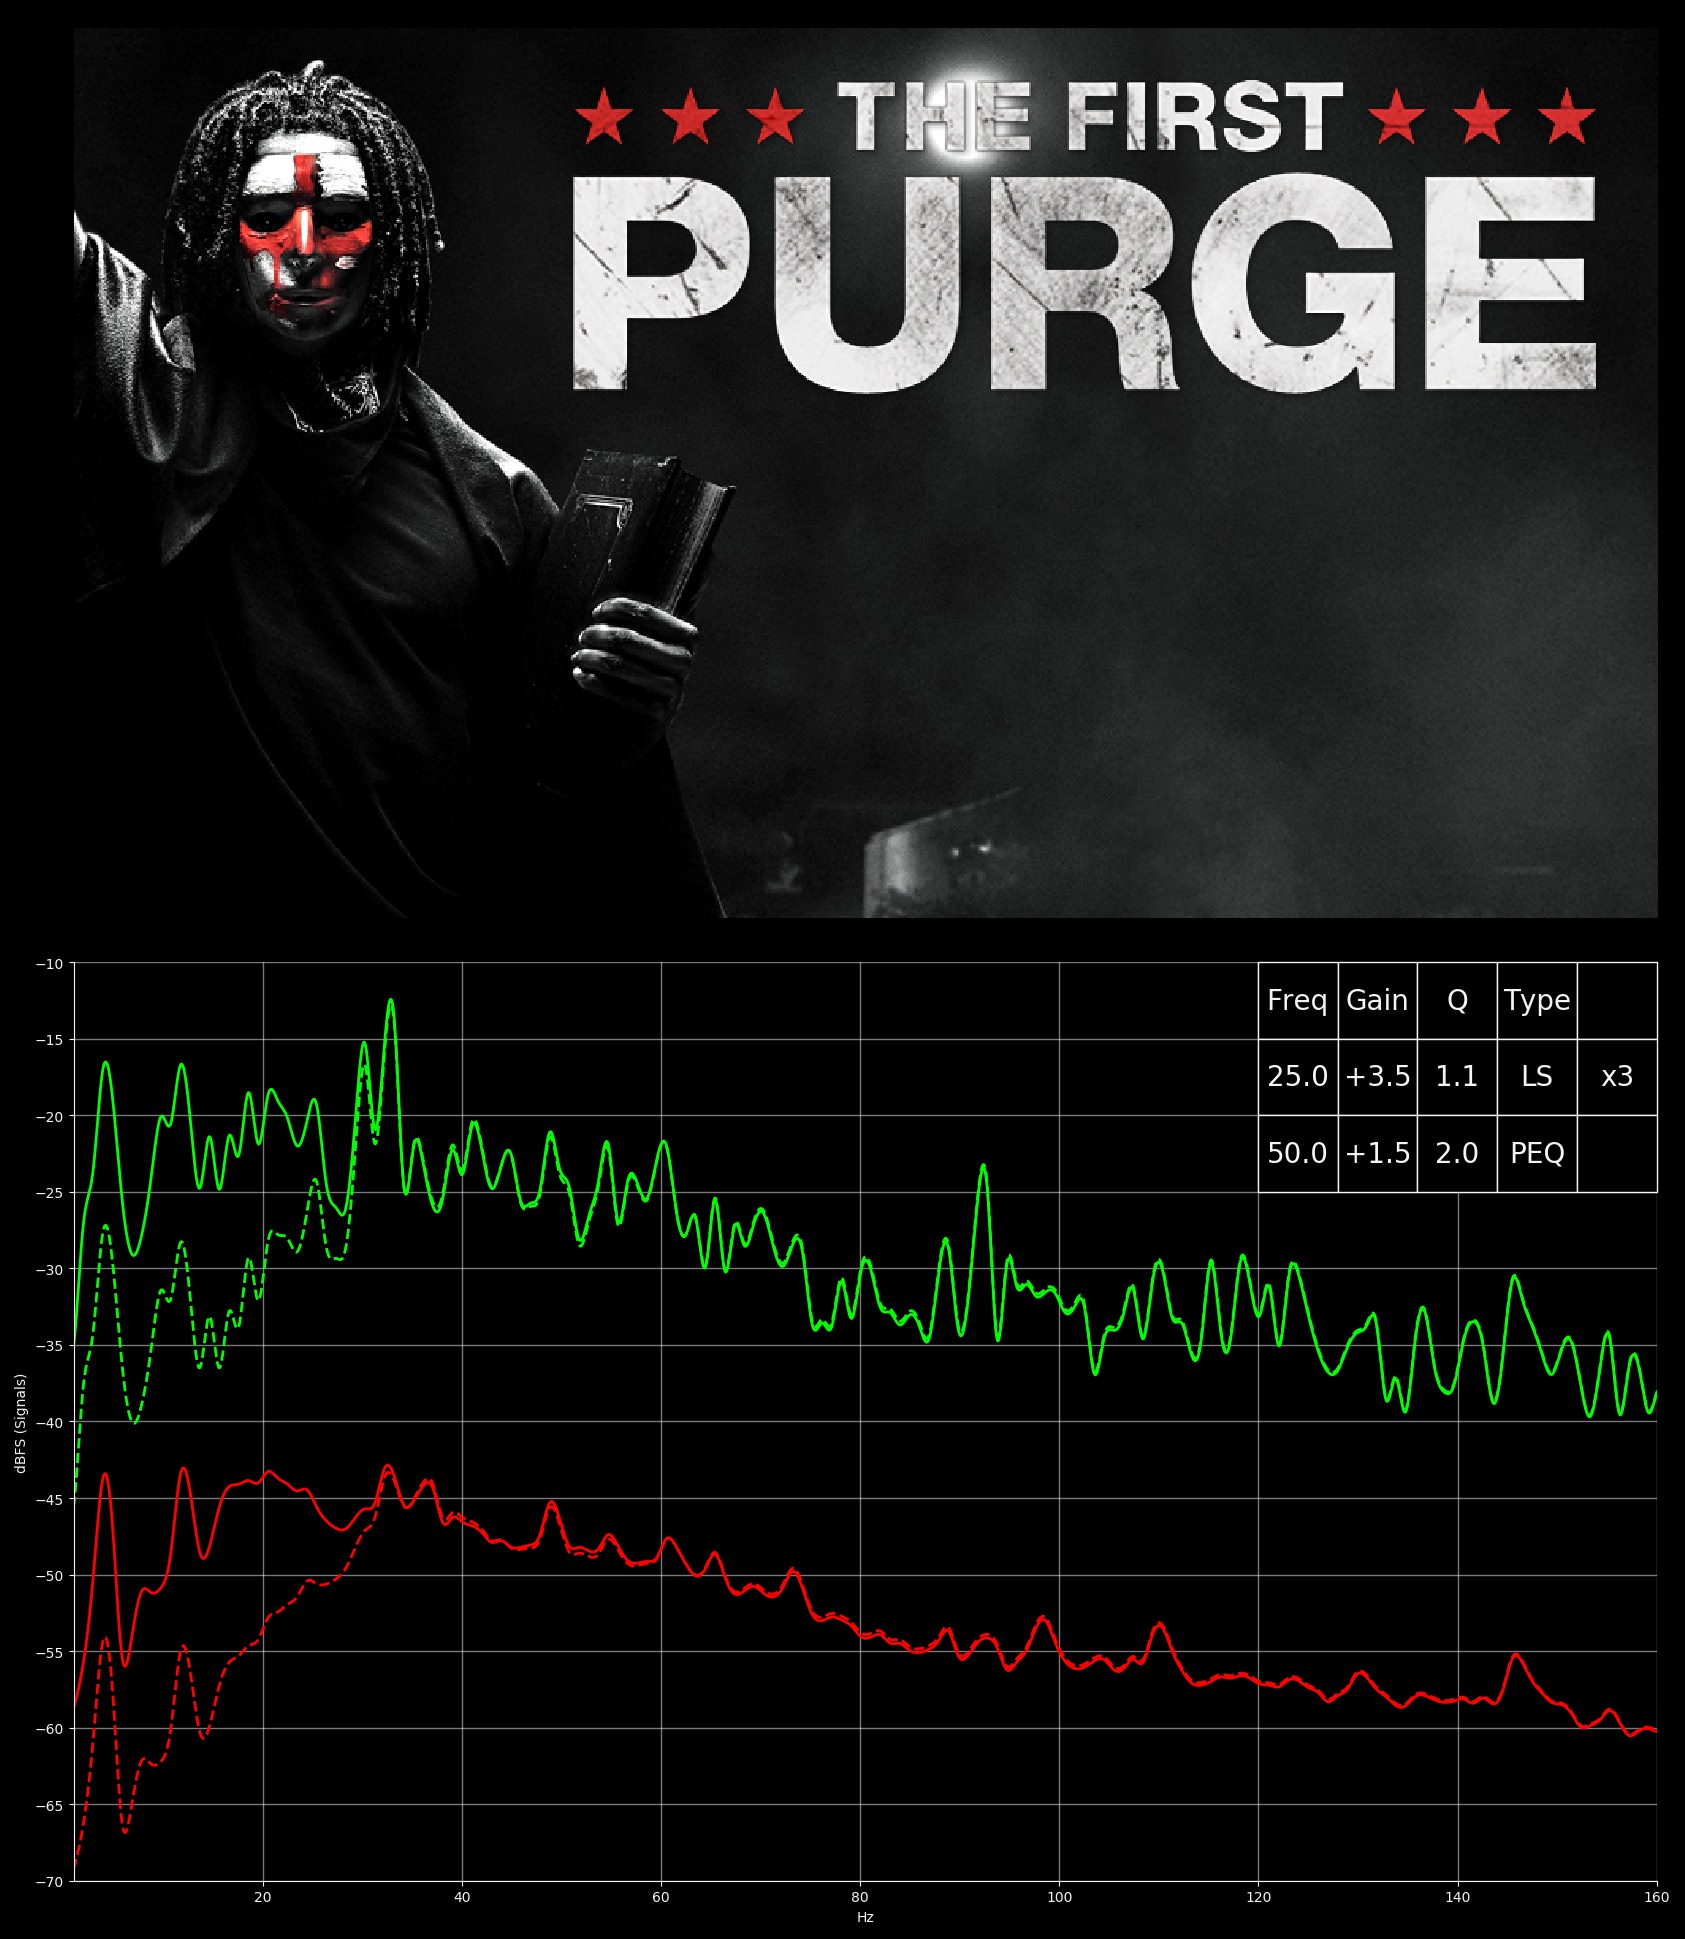 ★ ★ ★ THE FIRST ★ ★ ★
PURGE
Freq Gain Q Type
25.0 +3.5 1.1 LS x3
50.0 +1.5 2.0 PEQ
−10
−15
−20
−25
−30
−35
−40
−45
−50
−55
−60
−65
−70
dBFS (Signals)
20 40 60 80 100 120 140 160
Hz